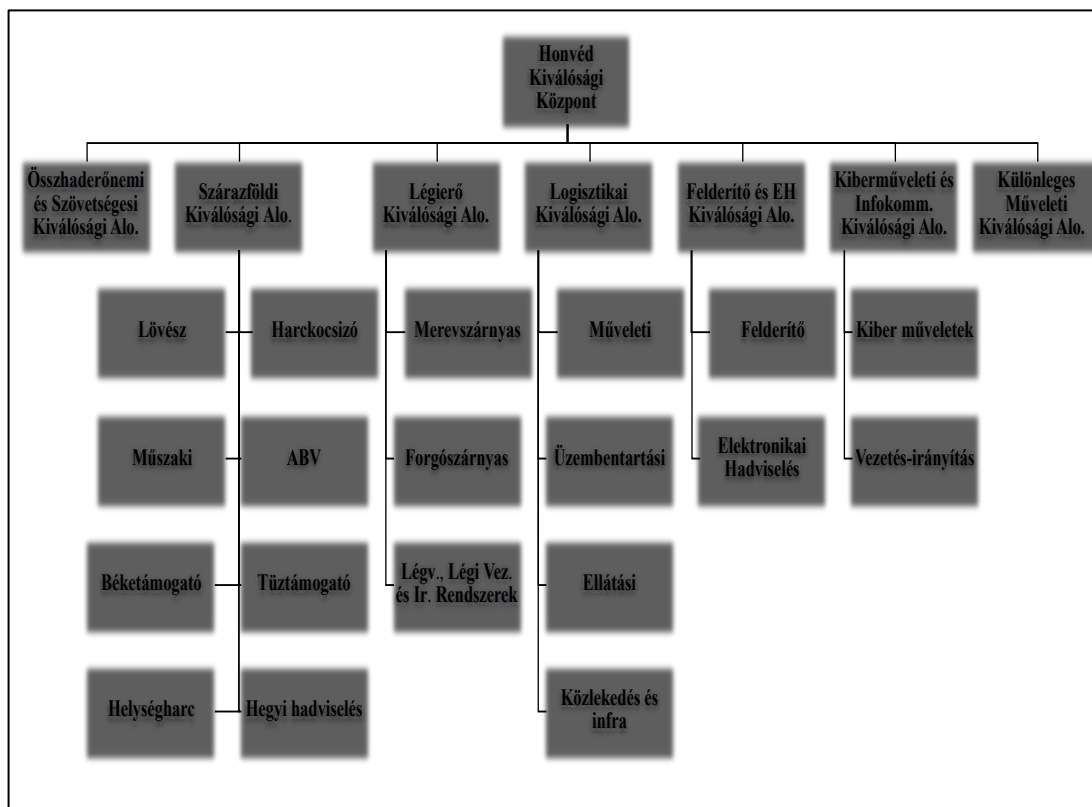 Honvéd
Kiválósági
Központ
Összhaderőnemi
és Szövetségesi
Kiválósági Alo.
Szárazföldi
Kiválósági Alo.
Légierő
Kiválósági Alo.
Logisztikai
Kiválósági Alo.
Felderítő és EH
Kiválósági Alo.
Kiberműveleti és
Infokomm.
Kiválósági Alo.
Különleges
Műveleti
Kiválósági Alo.
Lövész
Harckocsizó
Merevszárnyas
Műveleti
Felderítő
Kiber műveletek
Műszaki
ABV
Forgószárnyas
Üzembentartási
Elektronikai
Hadviselés
Vezetés-irányítás
Béketámogató
Tűztámogató
Légv., Légi Vez.
és Ir. Rendszerek
Ellátási
Helységharc
Hegyi hadviselés
Közlekedés és
infra